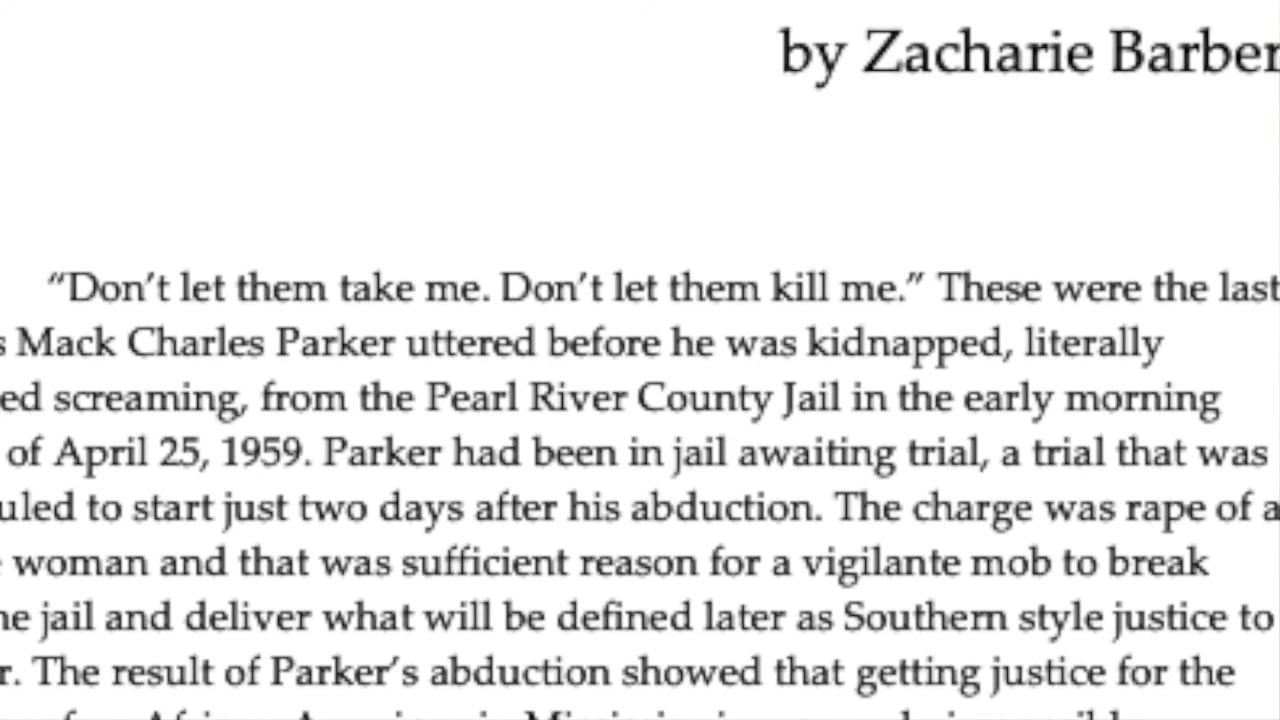 by Zacharie Barber
“Don’t let them take me. Don’t let them kill me.” These were the last
Mack Charles Parker uttered before he was kidnapped, literally
screaming, from the Pearl River County Jail in the early morning
of April 25, 1959. Parker had been in jail awaiting trial, a trial that was
to start just two days after his abduction. The charge was rape of a
woman and that was sufficient reason for a vigilante mob to break
jail and deliver what will be defined later as Southern style justice to
The result of Parker’s abduction showed that getting justice for the